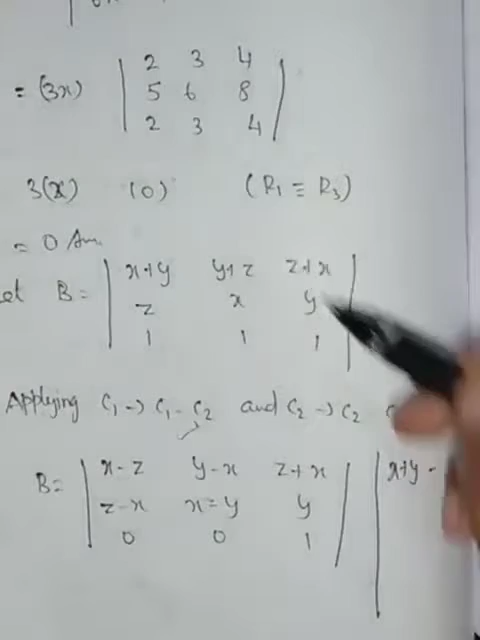 = (3x) | 2 3 4 |
| 5 6 8 |
| 2 3 4 |
3(x) (0) (R₁ ≡ R₃)
= 0 Ans
et B = | x+y y+z z+x |
| z x y |
| 1 1 1 |
Applying C₁ → C₁ - C₂ and C₂ → C₂
B = | x-z y-x z+x | | x+y -
| z-x x=y y |
| 0 0 1 |